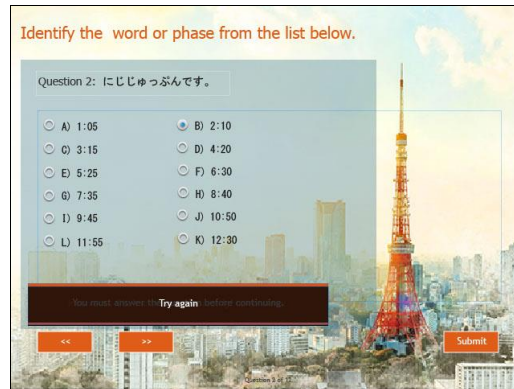 Identify the word or phase from the list below.
Question 2: にじじゅっぷんです。
A) 1:05
B) 2:10
C) 3:15
D) 4:20
E) 5:25
F) 6:30
G) 7:35
H) 8:40
I) 9:45
J) 10:50
L) 11:55
K) 12:30
You must answer the before continuing.
Try again
<<
>>
Submit